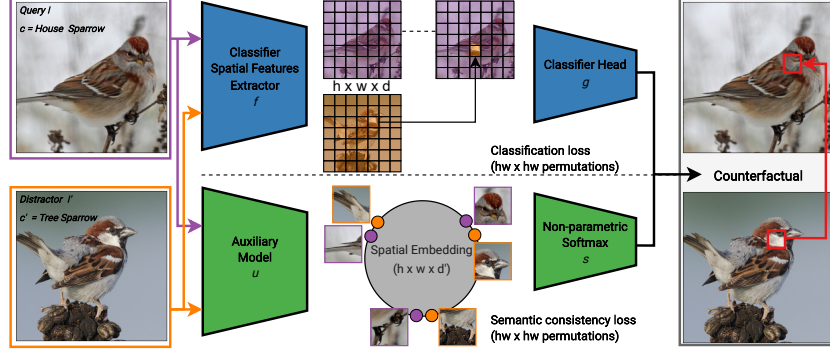 Query I
c = House Sparrow
Classifier
Spatial Features
Extractor
f
h x w x d
Classifier Head
g
Classification loss
(hw x hw permutations)
Counterfactual
Distractor I'
c' = Tree Sparrow
Auxiliary
Model
u
Spatial Embedding
(h x w x d')
Non-parametric
Softmax
s
Semantic consistency loss
(hw x hw permutations)